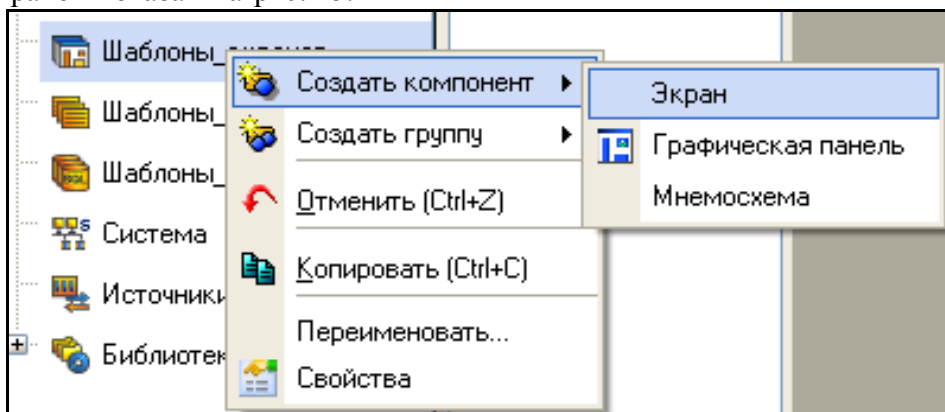 Шаблоны_
Создать компонент
Экран
Шаблоны_
Создать группу
Графическая панель
Шаблоны_
Отменить (Ctrl+Z)
Мнемосхема
Система
Копировать (Ctrl+C)
Источники
Переименовать...
Библиотек
Свойства